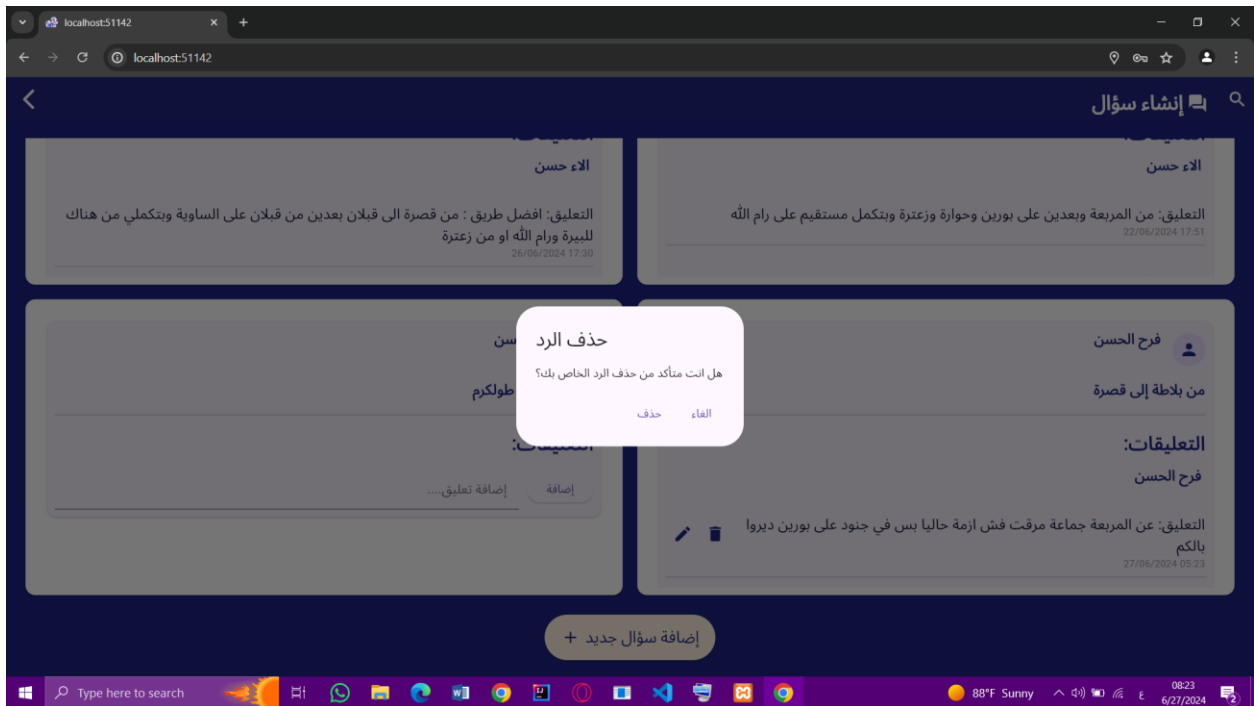 localhost:51142
localhost:51142
إنشاء سؤال
التعليقات:
الاء حسن
التعليق: من المربعة وبعدين على بورين وحوارة وزعترة وبتكمل مستقيم على رام الله
22/06/2024 17:51
التعليقات:
الاء حسن
التعليق: افضل طريق : من قصرة الى قبلان بعدين من قبلان على الساوية وبتكملي من هناك
للبيرة ورام الله او من زعترة
26/06/2024 17:30
فرح الحسن
من بلاطة إلى قصرة
التعليقات:
فرح الحسن
التعليق: عن المربعة جماعة مرقت فش ازمة حاليا بس في جنود على بورين ديروا
بالكم
27/06/2024 05:23
طولكرم
التعليقات:
إضافة تعليق....
إضافة
حذف الرد
هل انت متأكد من حذف الرد الخاص بك؟
الغاء
حذف
إضافة سؤال جديد +
Type here to search
88°F Sunny
ع
08:23
6/27/2024
2